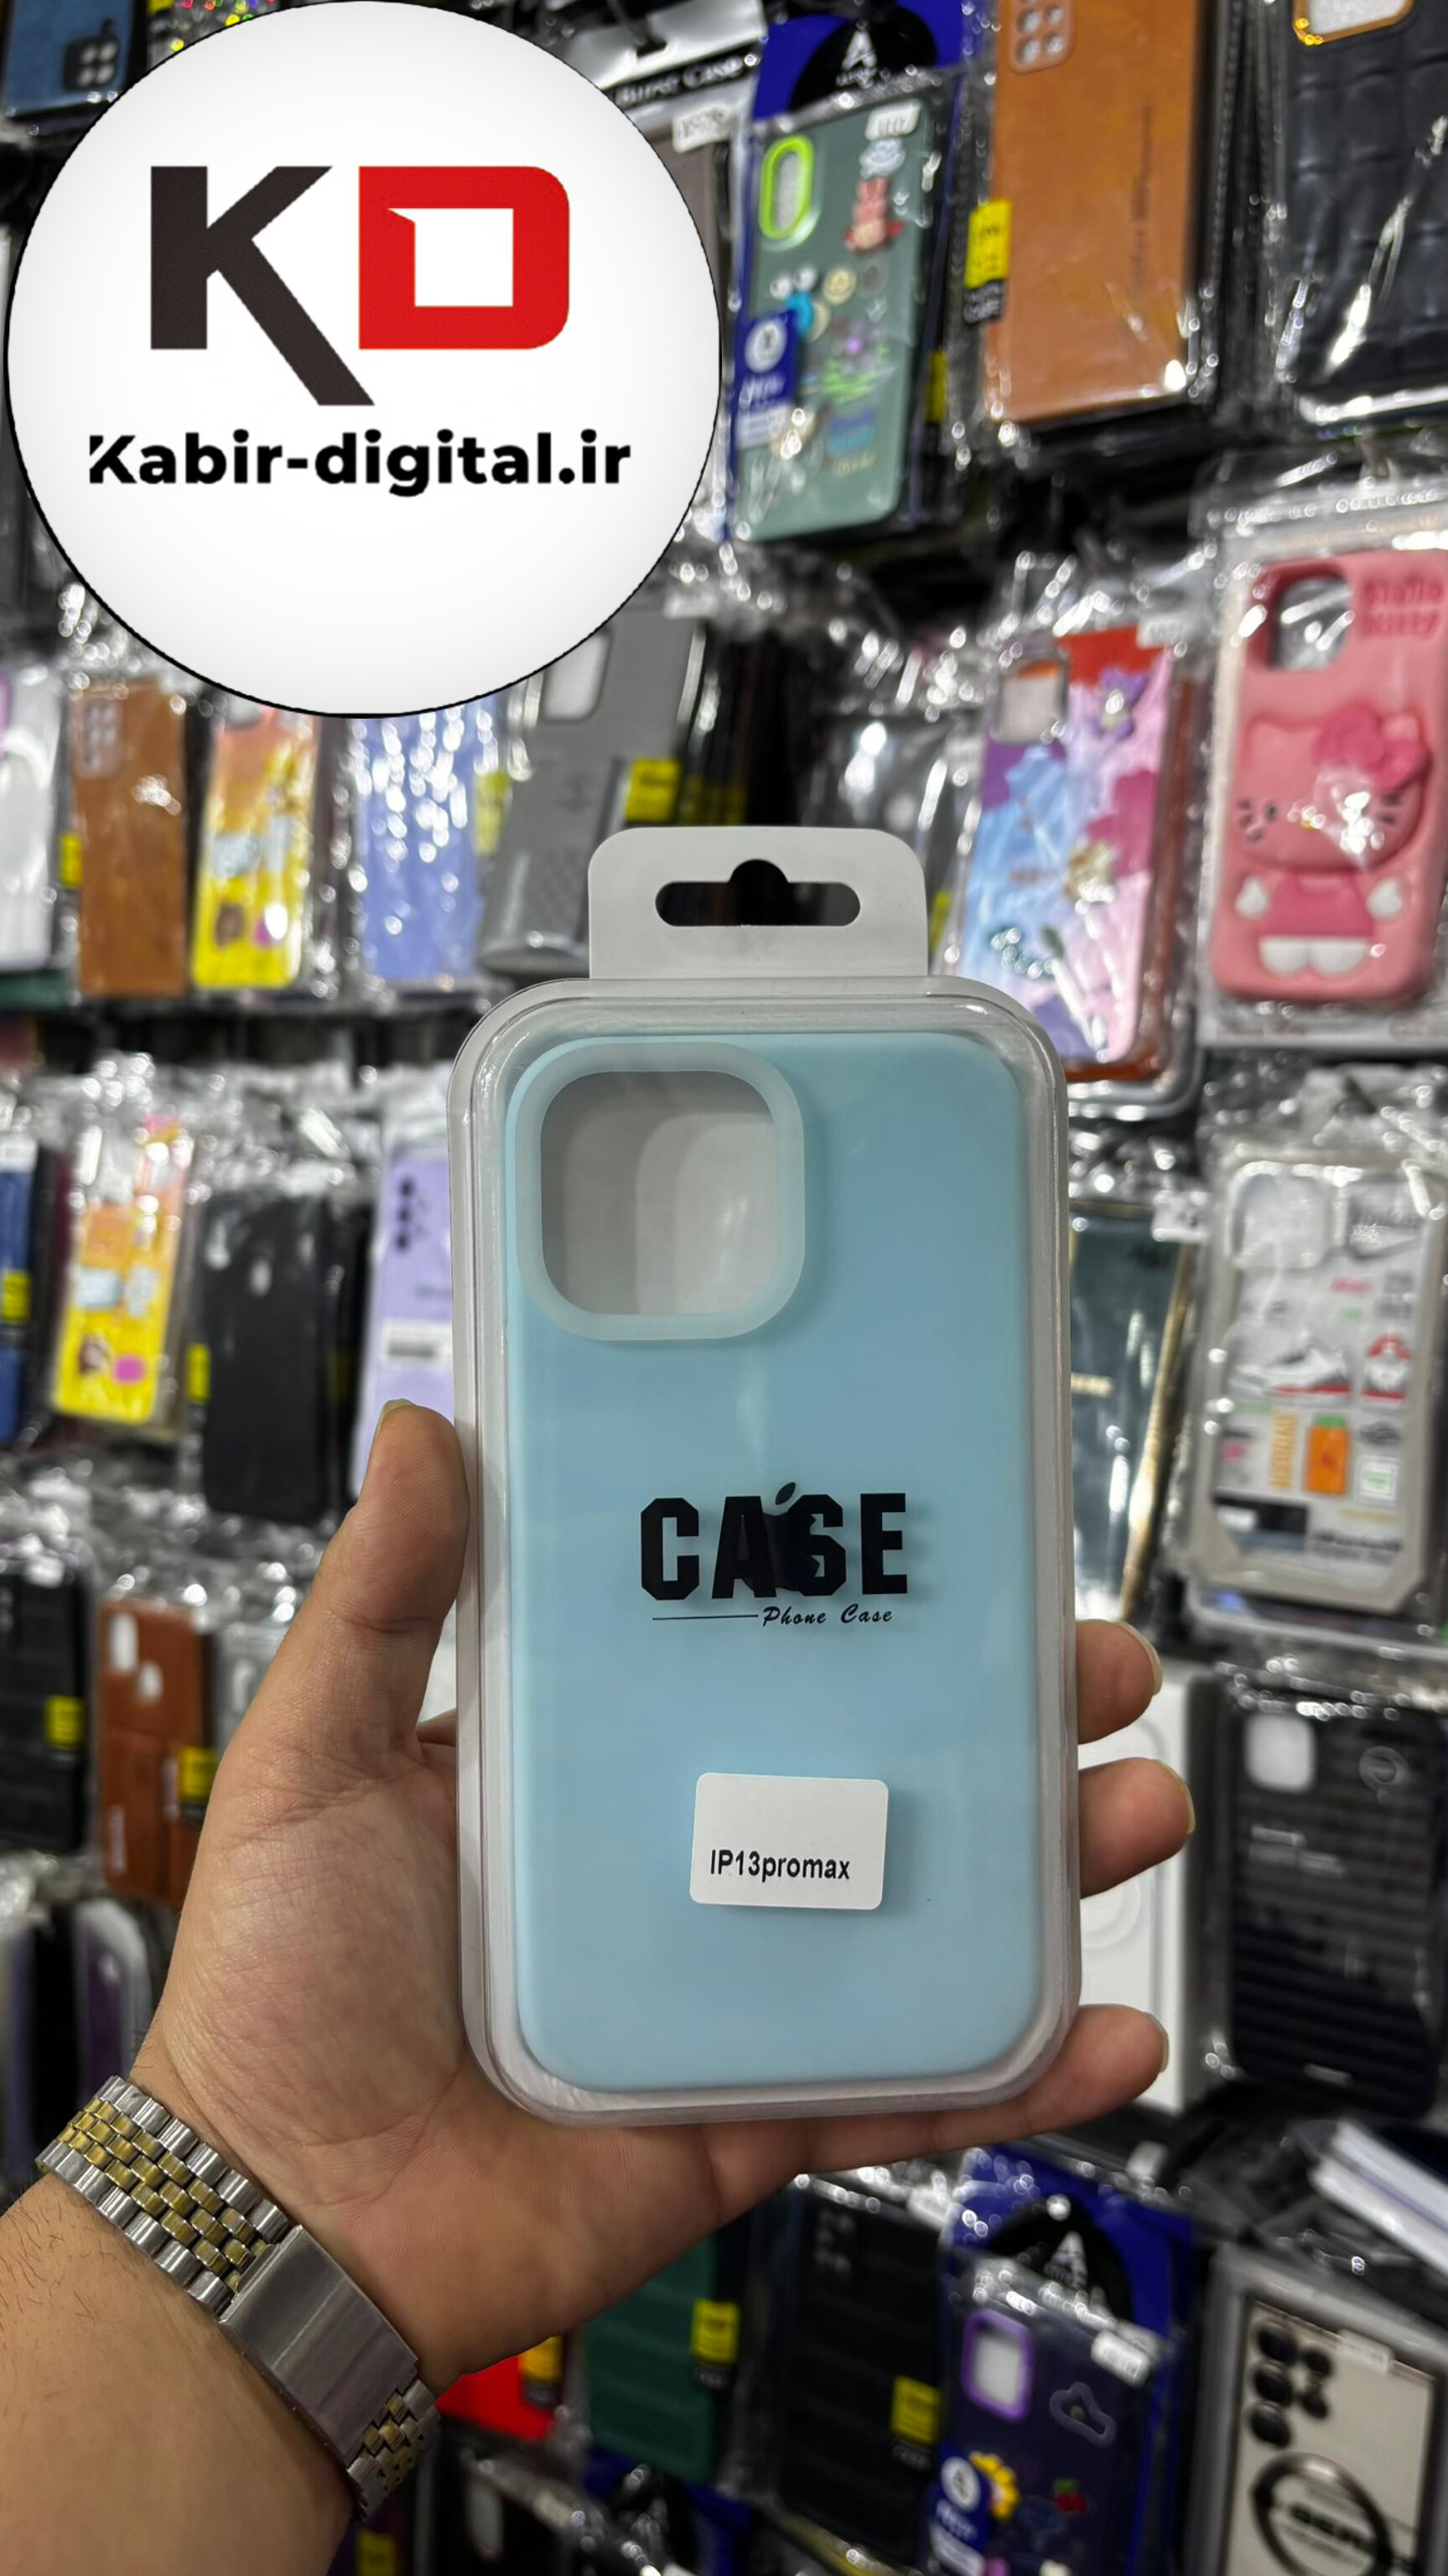 KD
Kabir-digital.ir
CASE
Phone Case
IP13promax